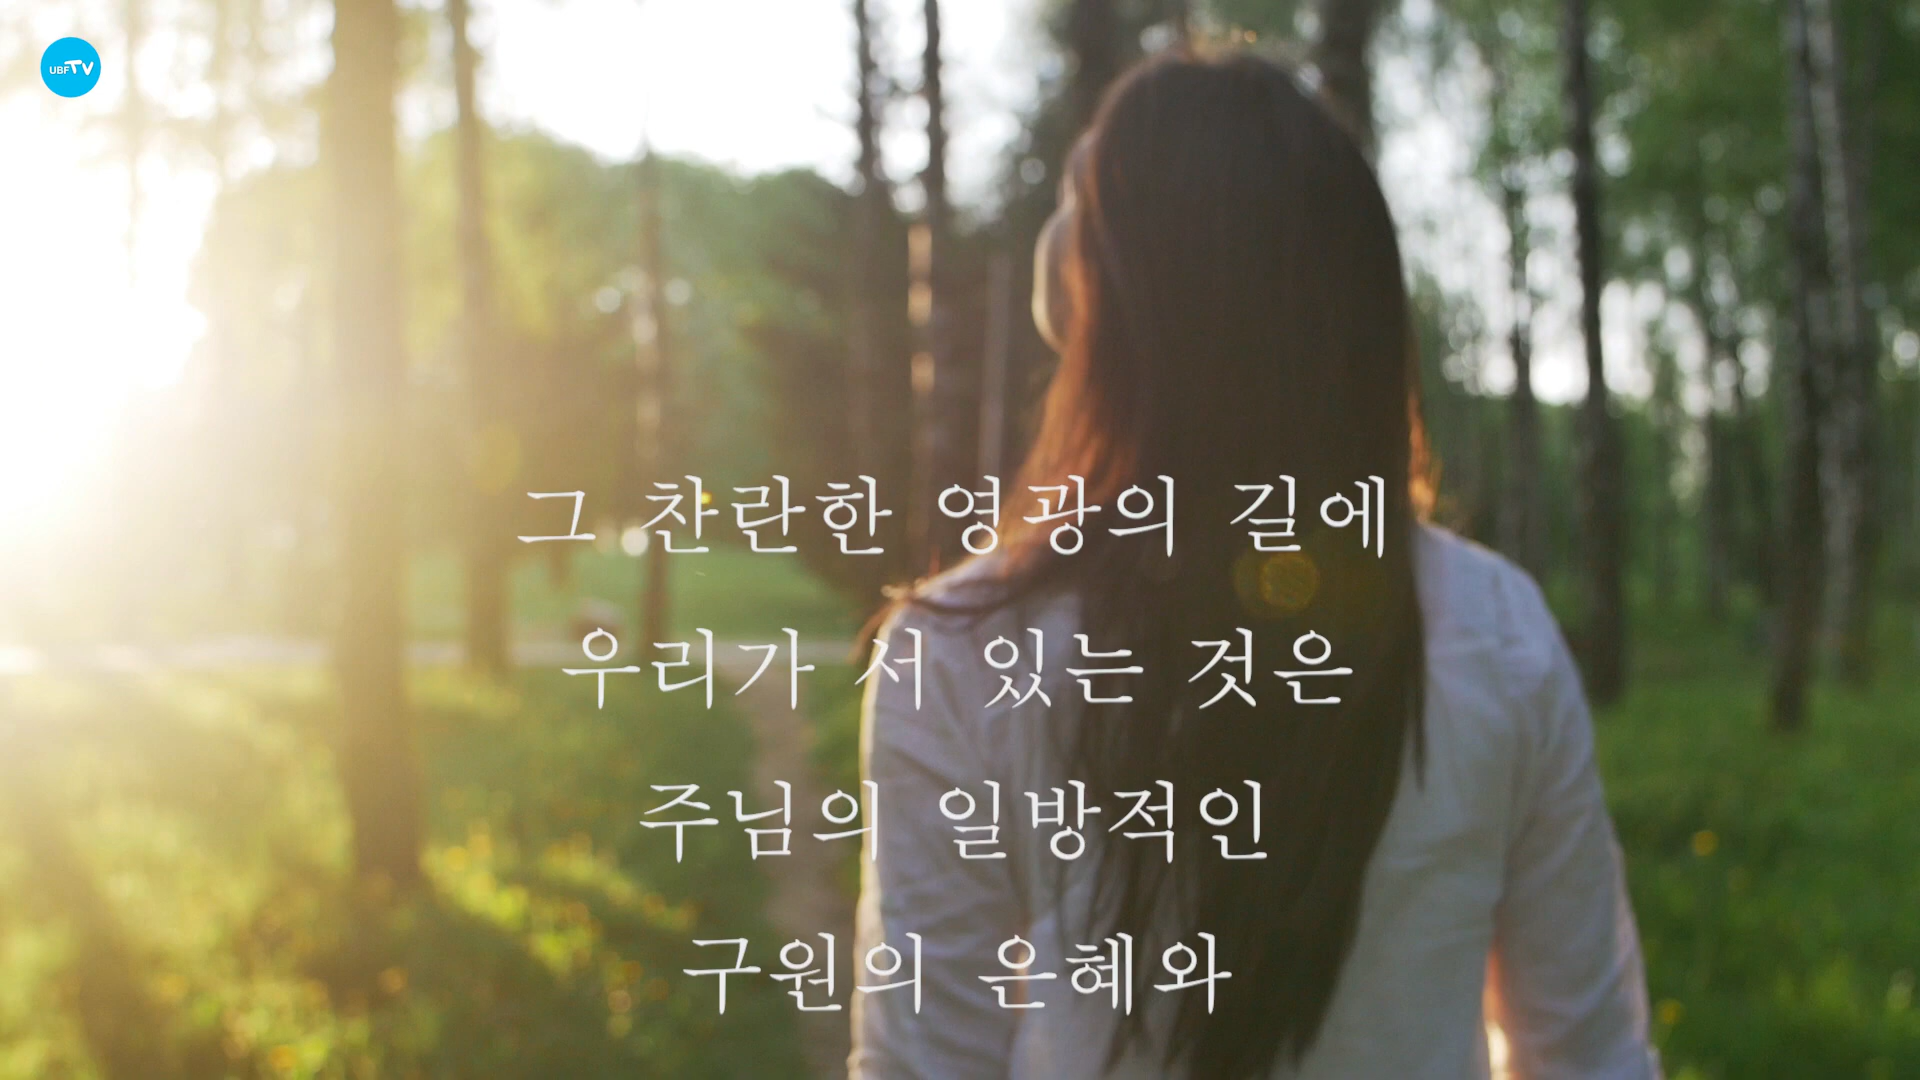 UBFTV
그 찬란한 영광의 길에
우리가 서 있는 것은
주님의 일방적인
구원의 은혜와